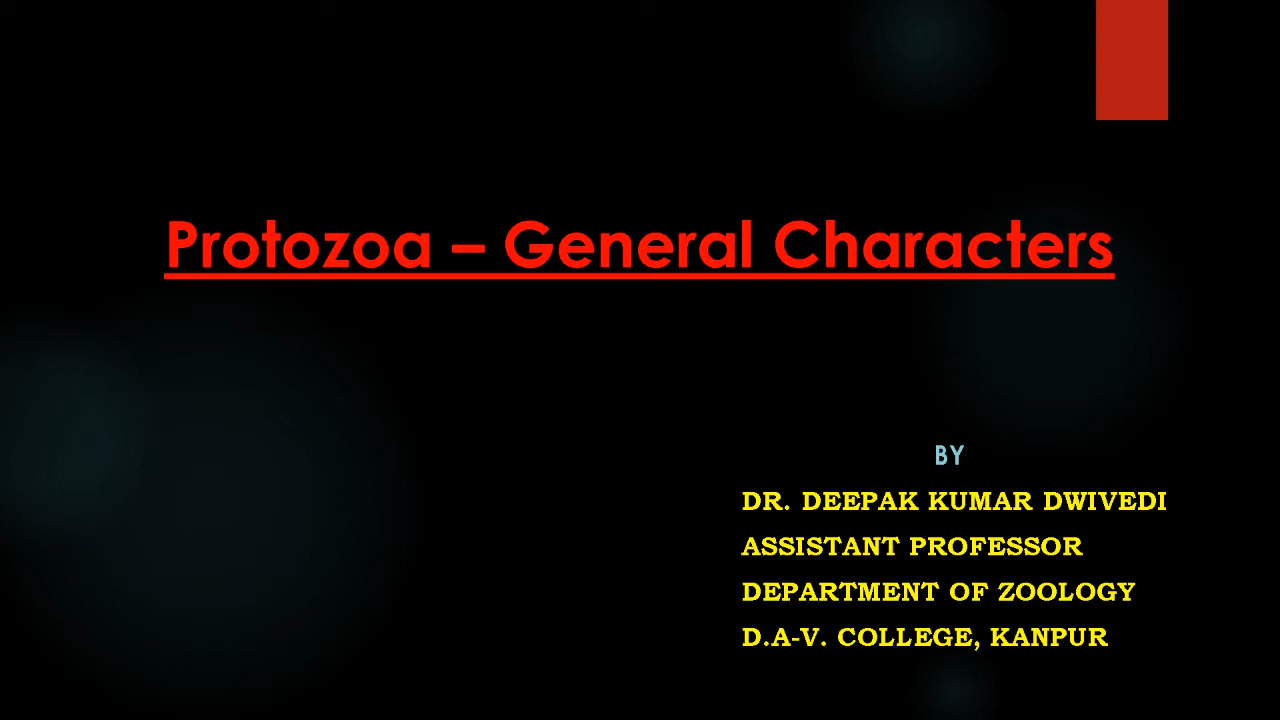 Protozoa – General Characters
BY
DR. DEEPAK KUMAR DWIVEDI
ASSISTANT PROFESSOR
DEPARTMENT OF ZOOLOGY
D.A-V. COLLEGE, KANPUR